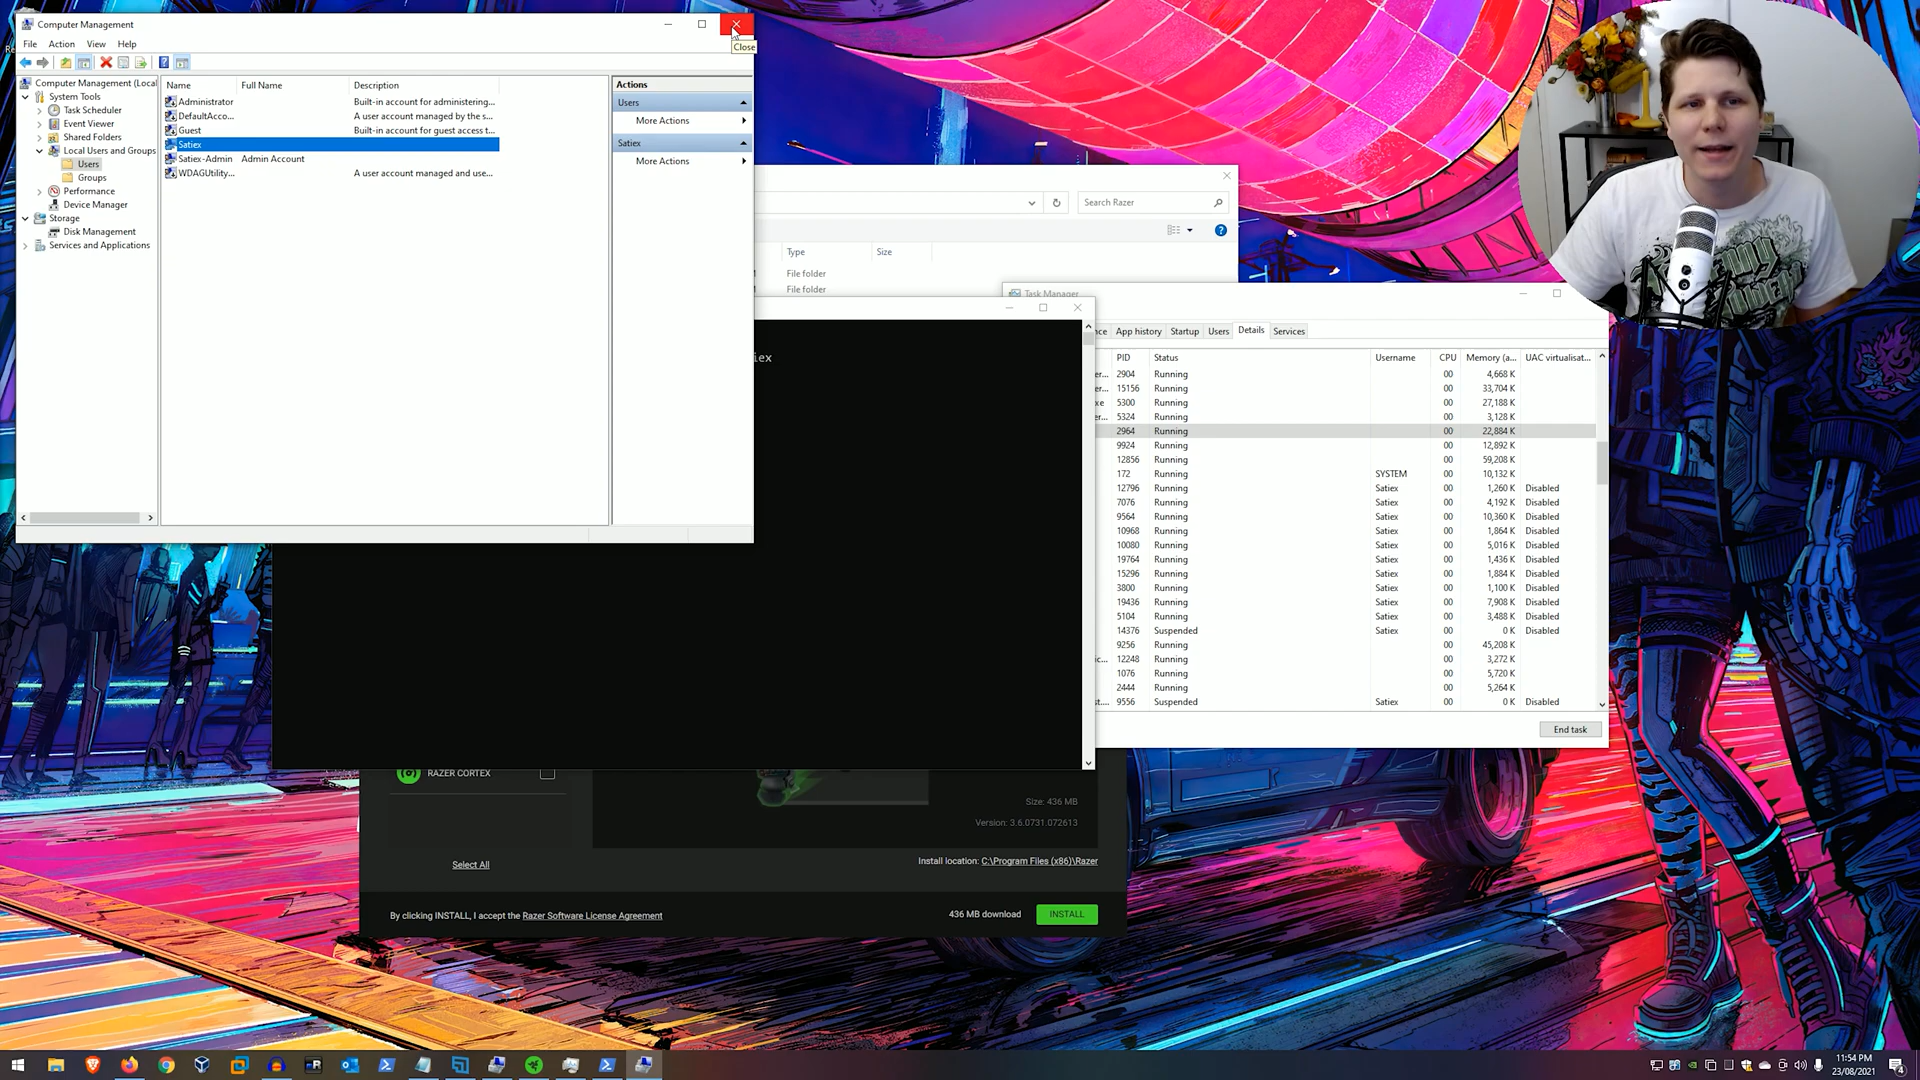 Computer Management
Close
File Action View Help
Computer Management (Local
System Tools
Task Scheduler
Event Viewer
Shared Folders
Local Users and Groups
Users
Groups
Performance
Device Manager
Storage
Disk Management
Services and Applications
Name Full Name Description
Administrator Built-in account for administering...
DefaultAcco... A user account managed by the s...
Guest Built-in account for guest access t...
Satiex
Satiex-Admin Admin Account
WDAGUtility... A user account managed and use...
Actions
Users
More Actions
Satiex
More Actions
Search Razer
Type Size
File folder
File folder
iex
Task Manager
nce App history Startup Users Details Services
PID Status Username CPU Memory (a... UAC virtualisat...
er... 2904 Running 00 4,668 K
15156 Running 00 33,704 K
xe 5300 Running 00 27,188 K
er... 5324 Running 00 3,128 K
2964 Running 00 22,884 K
9924 Running 00 12,892 K
12856 Running 00 59,208 K
172 Running SYSTEM 00 10,132 K
12796 Running Satiex 00 1,260 K Disabled
7076 Running Satiex 00 4,192 K Disabled
9564 Running Satiex 00 10,360 K Disabled
10968 Running Satiex 00 1,864 K Disabled
10080 Running Satiex 00 5,016 K Disabled
19764 Running Satiex 00 1,436 K Disabled
15296 Running Satiex 00 1,884 K Disabled
3800 Running Satiex 00 1,100 K Disabled
19436 Running Satiex 00 7,908 K Disabled
5104 Running Satiex 00 3,488 K Disabled
14376 Suspended Satiex 00 0 K Disabled
9256 Running 00 45,208 K
ic... 12248 Running 00 3,272 K
1076 Running 00 5,720 K
2444 Running 00 5,264 K
st... 9556 Suspended Satiex 00 0 K Disabled
End task
RAZER CORTEX
Size: 436 MB
Version: 3.6.0731.072613
Select All
Install location: C:\Program Files (x86)\Razer
By clicking INSTALL, I accept the Razer Software License Agreement
436 MB download
INSTALL
11:54 PM
23/08/2021
4